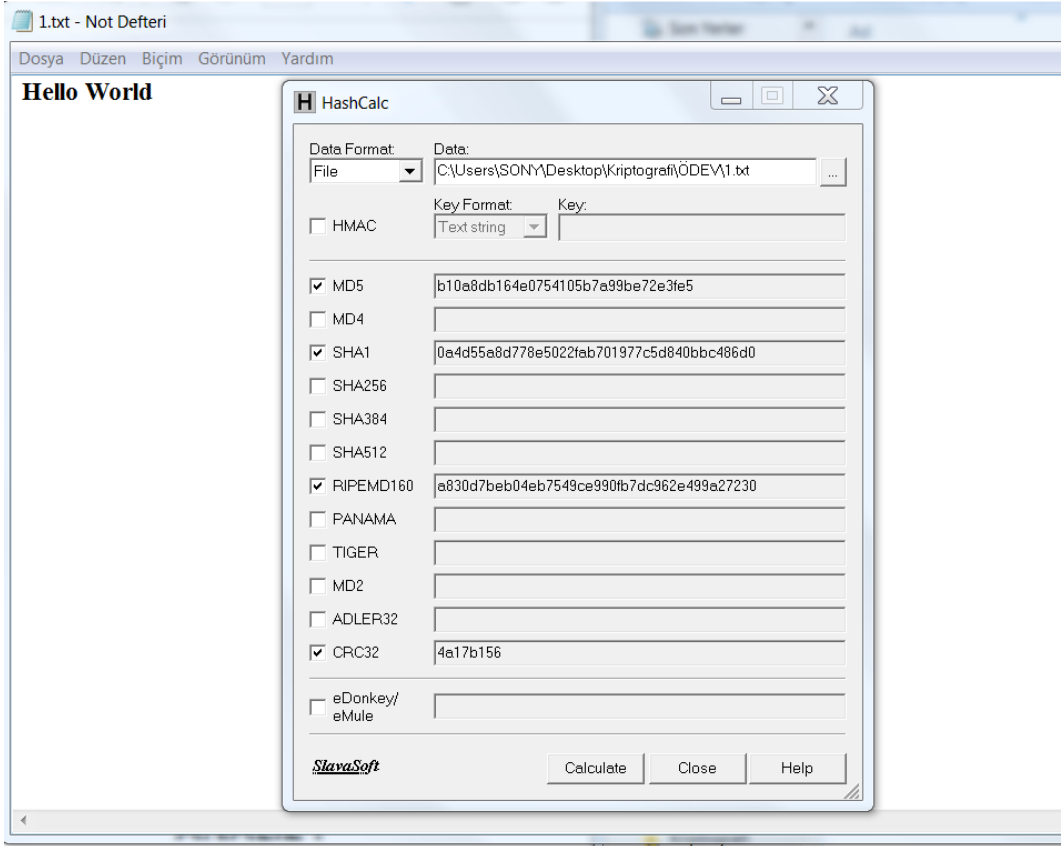 1.txt - Not Defteri
Dosya Düzen Biçim Görünüm Yardım
Hello World
H HashCalc
Data Format: Data:
File C:\Users\SONY\Desktop\Kriptografi\ÖDEV\1.txt ...
Key Format: Key:
HMAC Text string
MD5 b10a8db164e0754105b7a99be72e3fe5
MD4
SHA1 0a4d55a8d778e5022fab701977c5d840bbc486d0
SHA256
SHA384
SHA512
RIPEMD160 a830d7beb04eb7549ce990fb7dc962e499a27230
PANAMA
TIGER
MD2
ADLER32
CRC32 4a17b156
eDonkey/
eMule
SlavaSoft Calculate Close Help